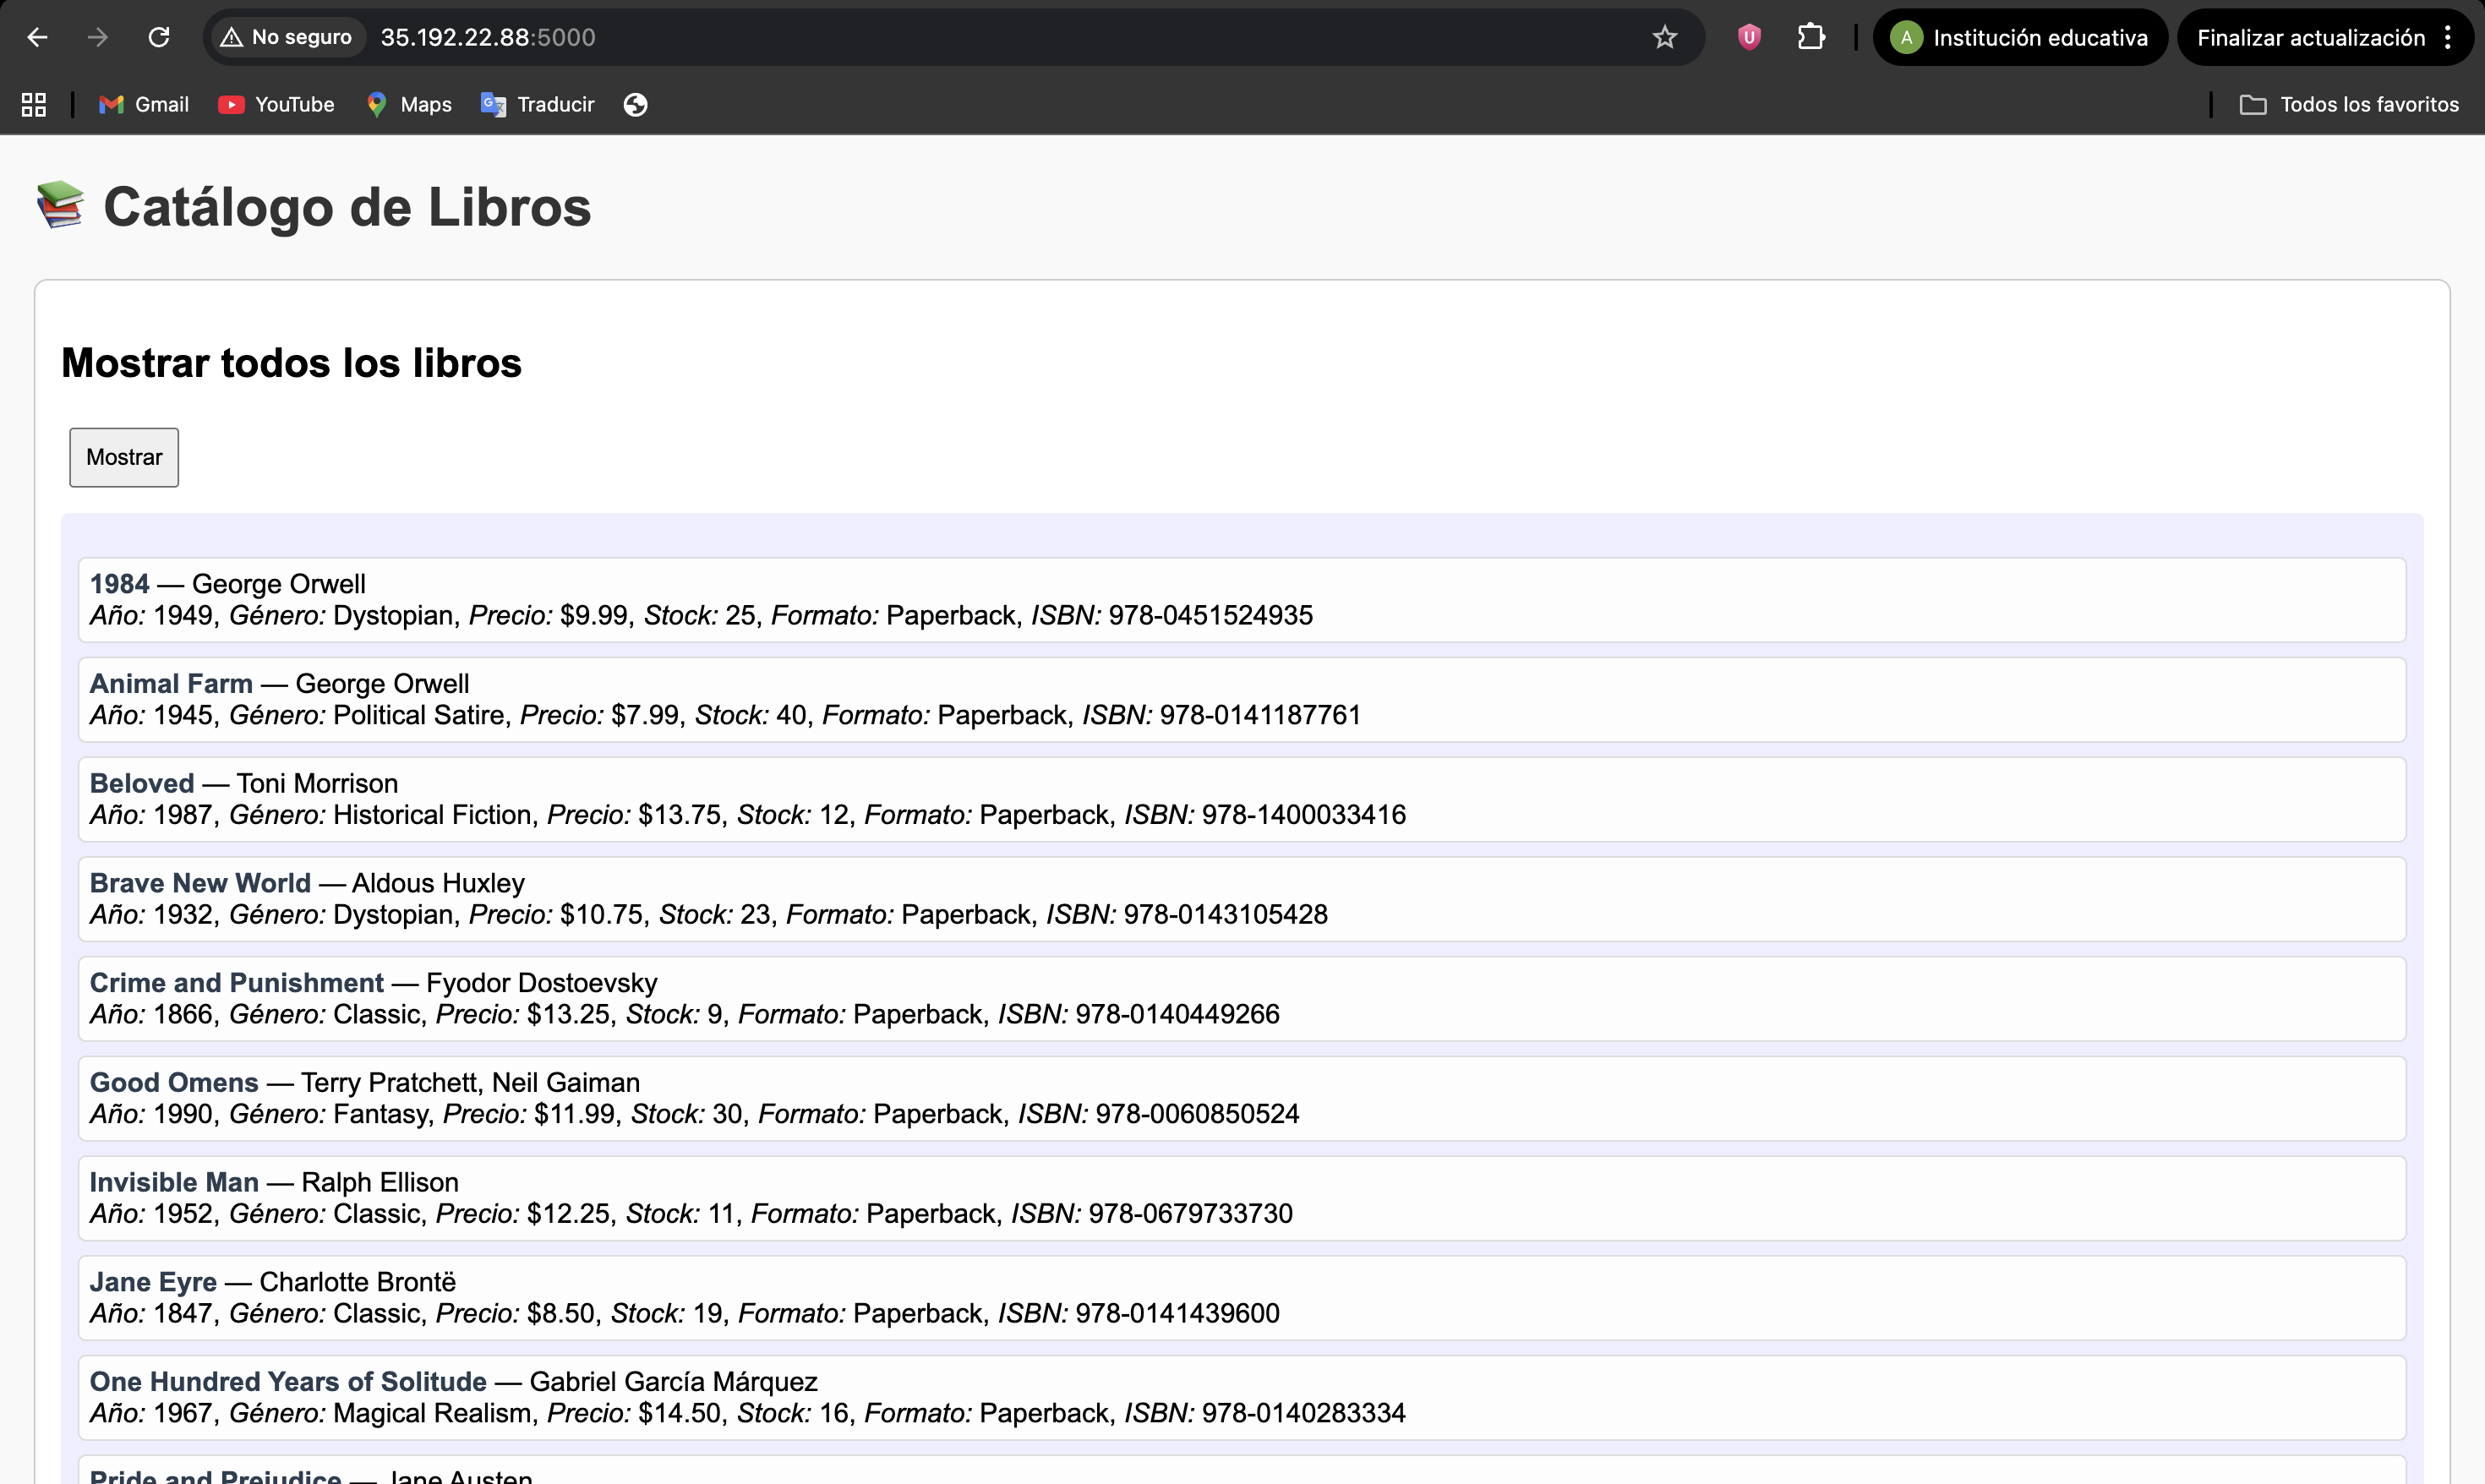 No seguro 35.192.22.88:5000 A Institución educativa Finalizar actualización
Gmail YouTube Maps Traducir Todos los favoritos
📚 Catálogo de Libros
Mostrar todos los libros
Mostrar
1984 — George Orwell
Año: 1949, Género: Dystopian, Precio: $9.99, Stock: 25, Formato: Paperback, ISBN: 978-0451524935
Animal Farm — George Orwell
Año: 1945, Género: Political Satire, Precio: $7.99, Stock: 40, Formato: Paperback, ISBN: 978-0141187761
Beloved — Toni Morrison
Año: 1987, Género: Historical Fiction, Precio: $13.75, Stock: 12, Formato: Paperback, ISBN: 978-1400033416
Brave New World — Aldous Huxley
Año: 1932, Género: Dystopian, Precio: $10.75, Stock: 23, Formato: Paperback, ISBN: 978-0143105428
Crime and Punishment — Fyodor Dostoevsky
Año: 1866, Género: Classic, Precio: $13.25, Stock: 9, Formato: Paperback, ISBN: 978-0140449266
Good Omens — Terry Pratchett, Neil Gaiman
Año: 1990, Género: Fantasy, Precio: $11.99, Stock: 30, Formato: Paperback, ISBN: 978-0060850524
Invisible Man — Ralph Ellison
Año: 1952, Género: Classic, Precio: $12.25, Stock: 11, Formato: Paperback, ISBN: 978-0679733730
Jane Eyre — Charlotte Brontë
Año: 1847, Género: Classic, Precio: $8.50, Stock: 19, Formato: Paperback, ISBN: 978-0141439600
One Hundred Years of Solitude — Gabriel García Márquez
Año: 1967, Género: Magical Realism, Precio: $14.50, Stock: 16, Formato: Paperback, ISBN: 978-0140283334
Pride and Prejudice — Jane Austen